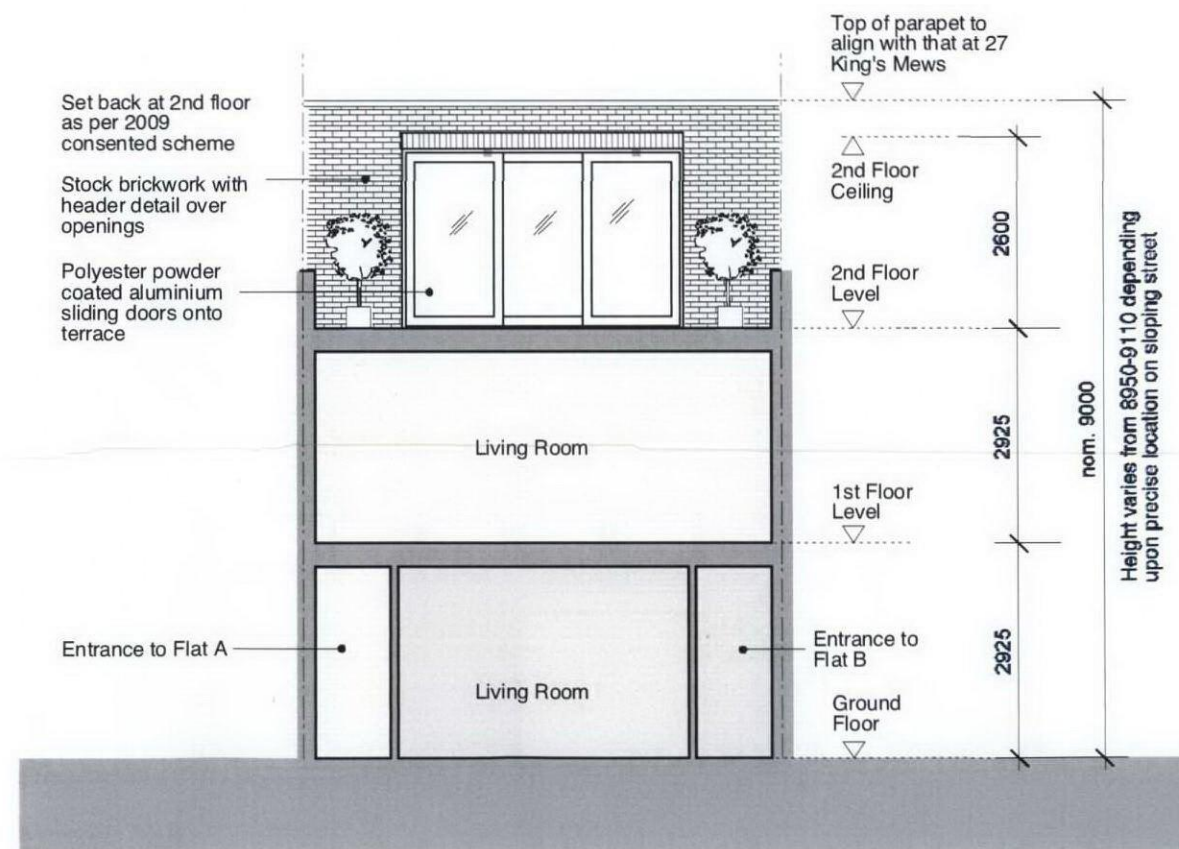 Top of parapet to
align with that at 27
King's Mews
Set back at 2nd floor
as per 2009
consented scheme
Stock brickwork with
header detail over
openings
Polyester powder
coated aluminium
sliding doors onto
terrace
2nd Floor
Ceiling
2600
2nd Floor
Level
Living Room
2925
1st Floor
Level
nom. 9000
Height varies from 8950-9110 depending
upon precise location on sloping street
Entrance to Flat A
Living Room
Entrance to
Flat B
2925
Ground
Floor